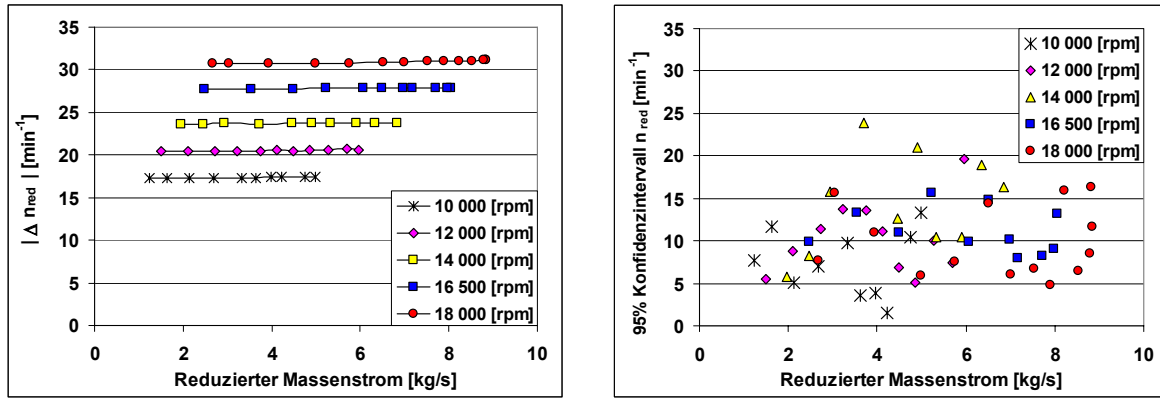 | Δ n red | [min-1]
35
30
25
20
15
10
5
0
0 2 4 6 8 10
Reduzierter Massenstrom [kg/s]
10 000 [rpm]
12 000 [rpm]
14 000 [rpm]
16 500 [rpm]
18 000 [rpm]
95% Konfidenzintervall n red [min-1]
35
30
25
20
15
10
5
0
0 2 4 6 8 10
Reduzierter Massenstrom [kg/s]
10 000 [rpm]
12 000 [rpm]
14 000 [rpm]
16 500 [rpm]
18 000 [rpm]